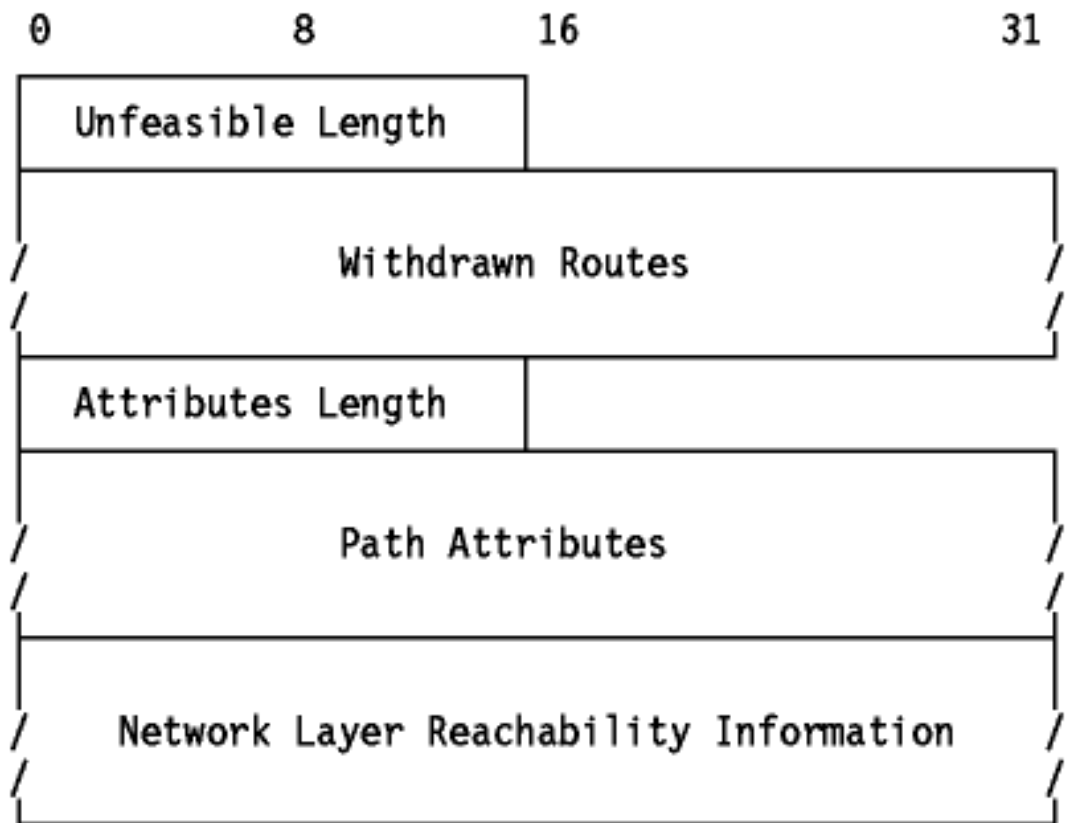 0 8 16 31
Unfeasible Length
Withdrawn Routes
Attributes Length
Path Attributes
Network Layer Reachability Information